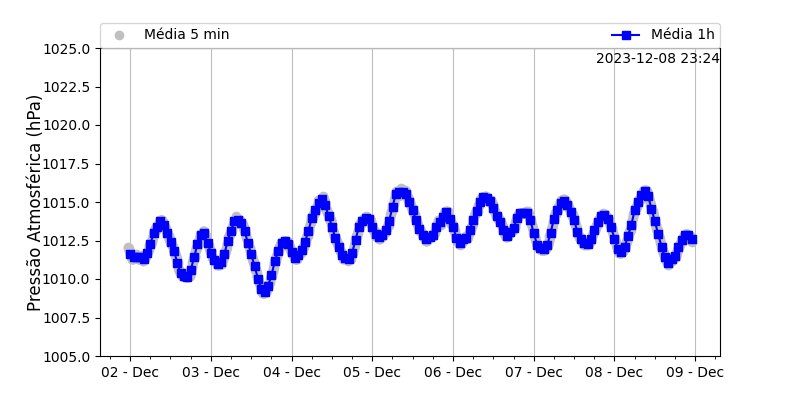 Média 5 min
Média 1h
2023-12-08 23:24
Pressão Atmosférica (hPa)
1025.0
1022.5
1020.0
1017.5
1015.0
1012.5
1010.0
1007.5
1005.0
02 - Dec
03 - Dec
04 - Dec
05 - Dec
06 - Dec
07 - Dec
08 - Dec
09 - Dec